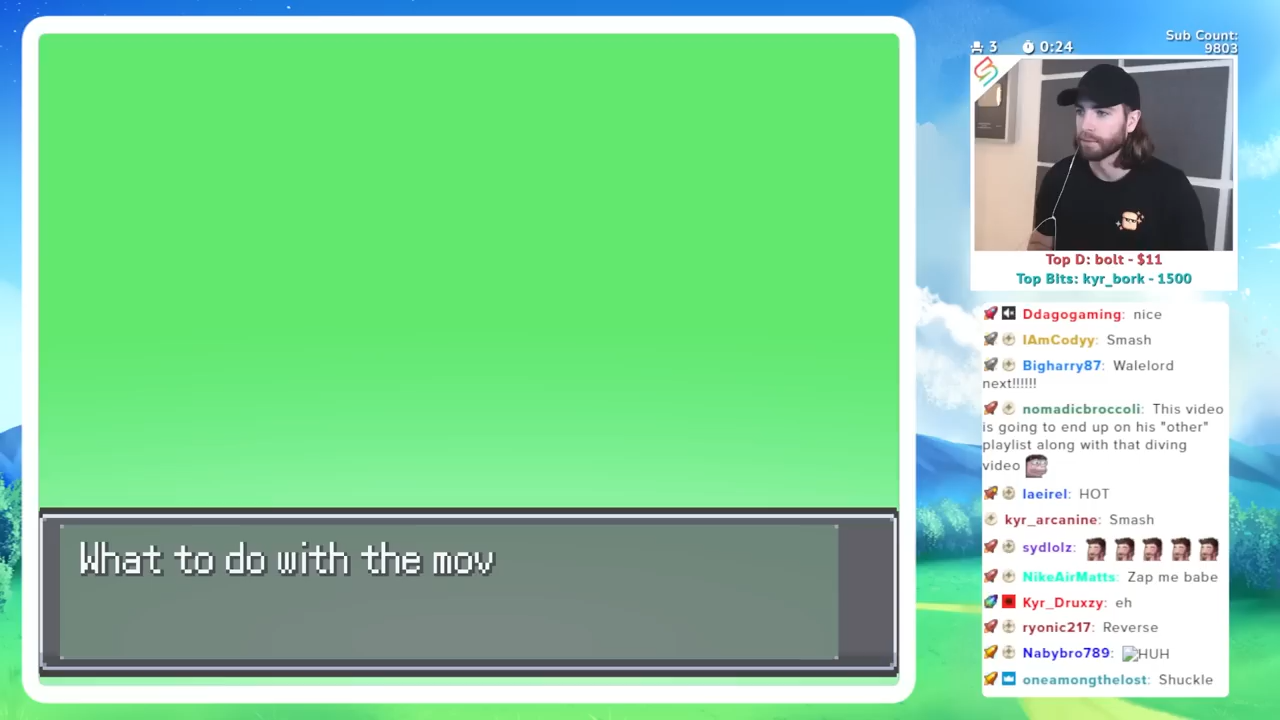 3 0:24 Sub Count:
9803
Top D: bolt - $11
Top Bits: kyr_bork - 1500
What to do with the mov
Ddagogaming: nice
IAmCodyy: Smash
Bigharry87: Walelord
next!!!!!!
nomadicbroccoli: This video
is going to end up on his "other"
playlist along with that diving
video
laeirel: HOT
kyr_arcanine: Smash
sydlolz:
NikeAirMatts: Zap me babe
Kyr_Druxzy: eh
ryonic217: Reverse
Nabybro789: HUH
oneamongthelost: Shuckle